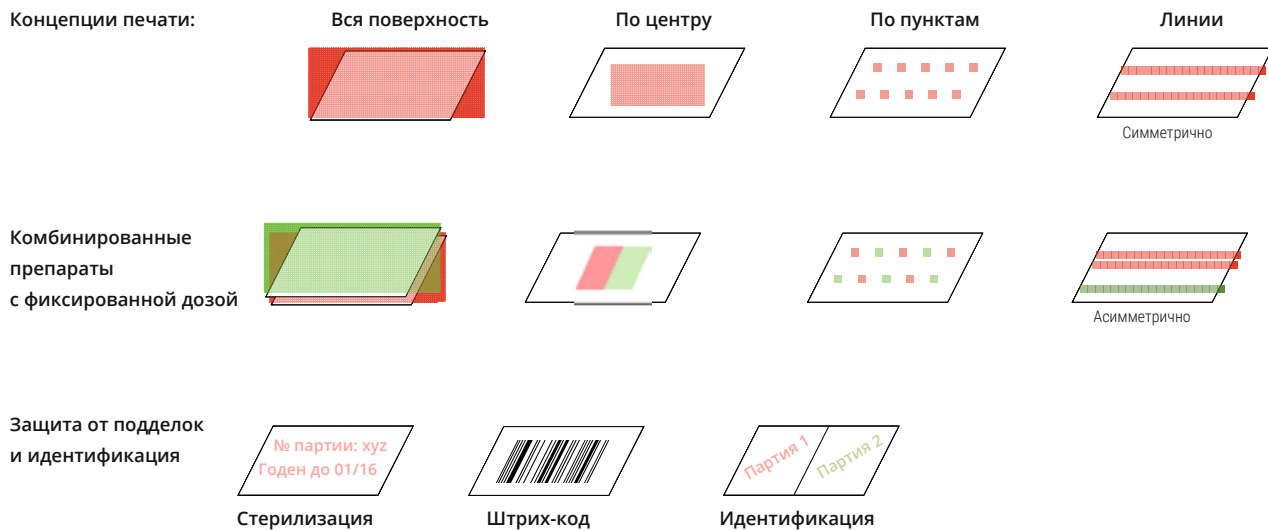 Концепции печати:
Вся поверхность
По центру
По пунктам
Линии
Симметрично
Комбинированные
препараты
с фиксированной дозой
Асимметрично
Защита от подделок
и идентификация
№ партии: xyz
Годен до 01/16
Партия 1
Партия 2
Стерилизация
Штрих-код
Идентификация